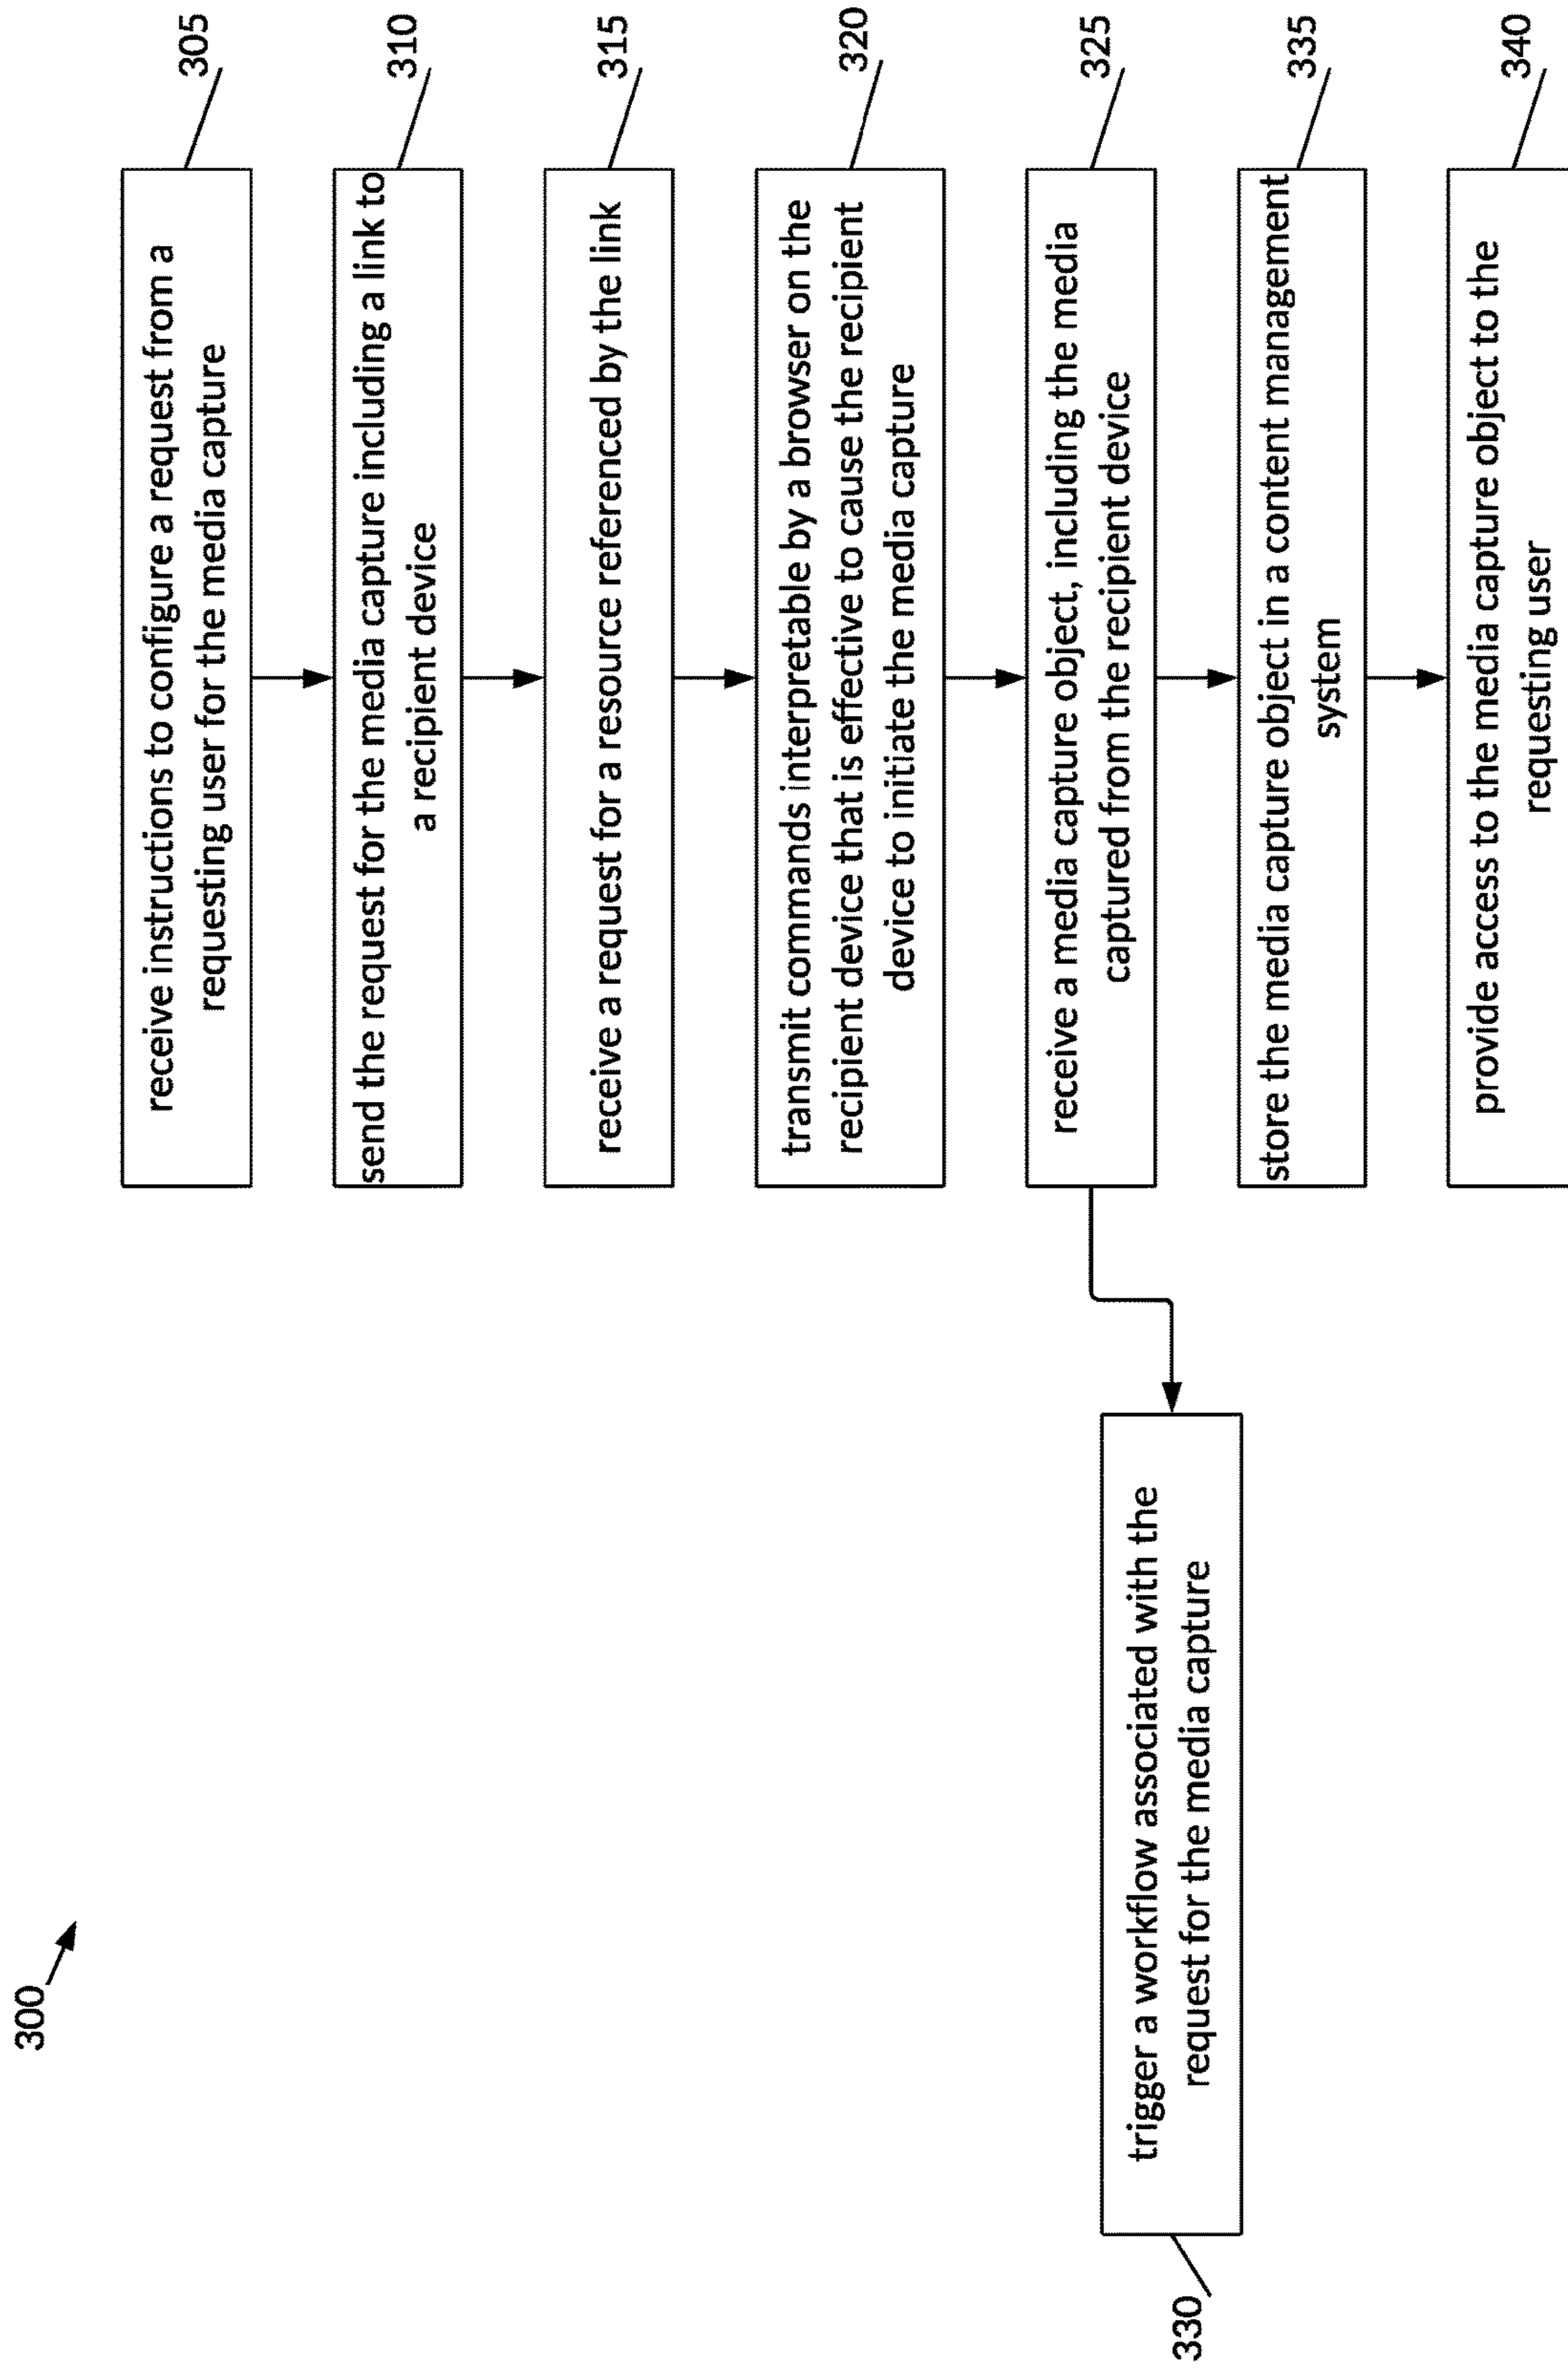 300
receive instructions to configure a request from a
requesting user for the media capture
305
send the request for the media capture including a link to
a recipient device
310
receive a request for a resource referenced by the link
315
transmit commands interpretable by a browser on the
recipient device that is effective to cause the recipient
device to initiate the media capture
320
receive a media capture object, including the media
captured from the recipient device
325
trigger a workflow associated with the
request for the media capture
330
store the media capture object in a content management
system
335
provide access to the media capture object to the
requesting user
340